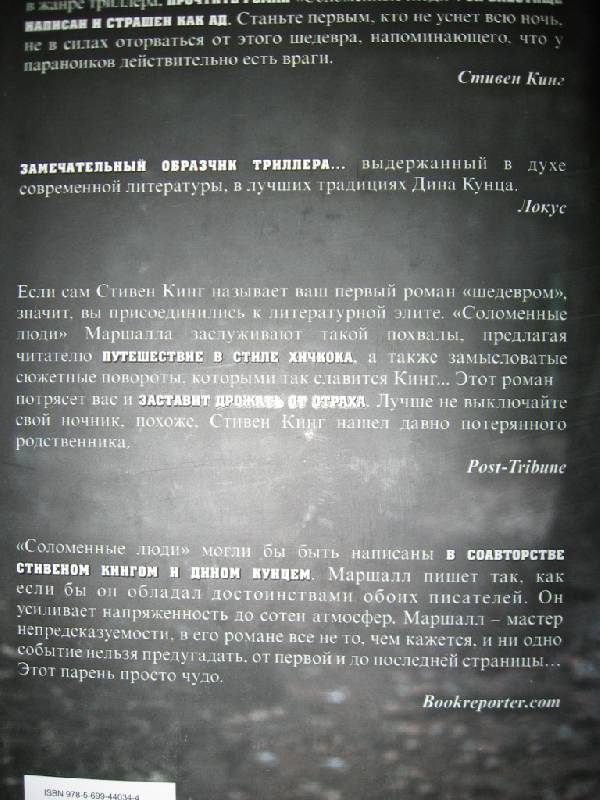 в жанре триллера.
НАПИСАН И СТРАШЕН КАК АД. Станьте первым, кто не уснет всю ночь,
не в силах оторваться от этого шедевра, напоминающего, что у
параноиков действительно есть враги.
Стивен Кинг
ЗАМЕЧАТЕЛЬНЫЙ ОБРАЗЧИК ТРИЛЛЕРА... выдержанный в духе
современной литературы, в лучших традициях Дина Кунца.
Локус
Если сам Стивен Кинг называет ваш первый роман «шедевром»,
значит, вы присоединились к литературной элите. «Соломенные
люди» Маршалла заслуживают такой похвалы, предлагая
читателю ПУТЕШЕСТВИЕ В СТИЛЕ ХИЧКОКА, а также замысловатые
сюжетные повороты, которыми так славится Кинг... Этот роман
потрясет вас и ЗАСТАВИТ ДРОЖАТЬ ОТ СТРАХА. Лучше не выключайте
свой ночник, похоже, Стивен Кинг нашел давно потерянного
родственника.
Post-Tribune
«Соломенные люди» могли бы быть написаны В СОАВТОРСТВЕ
СТИВЕНОМ КИНГОМ И ДИНОМ КУНЦЕМ. Маршалл пишет так, как
если бы он обладал достоинствами обоих писателей. Он
усиливает напряженность до сотен атмосфер. Маршалл – мастер
непредсказуемости, в его романе все не то, чем кажется, и ни одно
событие нельзя предугадать, от первой и до последней страницы...
Этот парень просто чудо.
Bookreporter.com
ISBN 978-5-699-44034-4